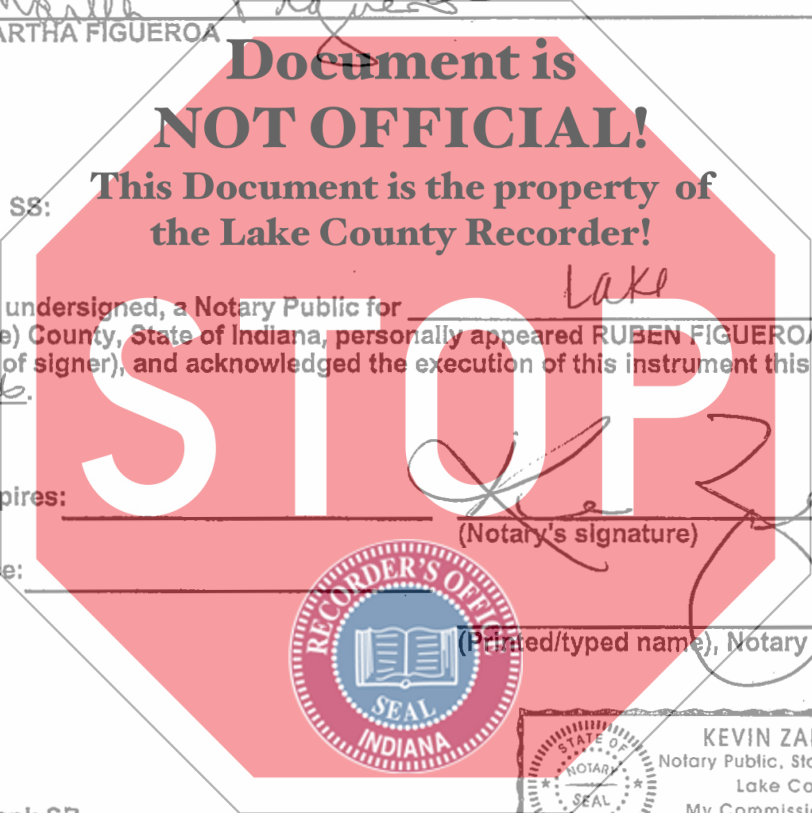 ARTHA FIGUEROA
Document is
NOT OFFICIAL!
This Document is the property of
the Lake County Recorder!
SS:
undersigned, a Notary Public for Lake
e) County, State of Indiana, personally appeared RUBEN FIGUEROA
of signer), and acknowledged the execution of this instrument this
STOP
pires:
(Notary's signature)
e:
(Printed/typed name), Notary
RECORDER'S OFFICE
SEAL
INDIANA
STATE OF
NOTARY
SEAL
KEVIN ZA
Notary Public, Sta
Lake Co
My Commissi